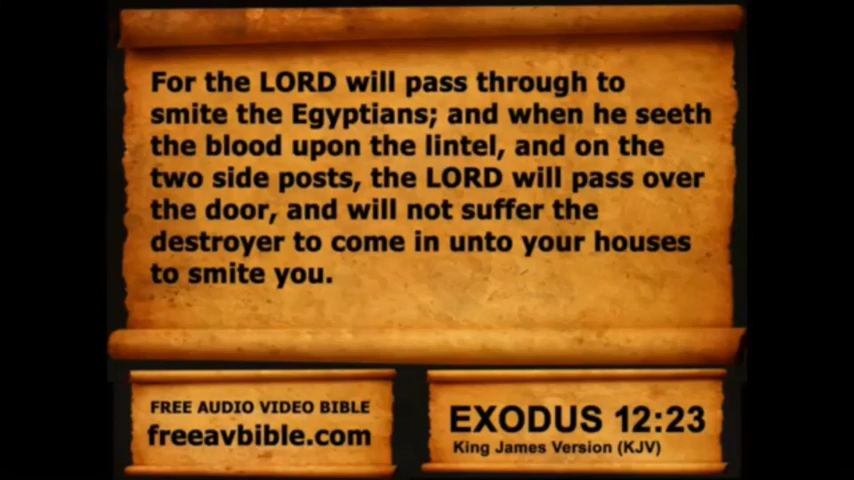 For the LORD will pass through to
smite the Egyptians; and when he seeth
the blood upon the lintel, and on the
two side posts, the LORD will pass over
the door, and will not suffer the
destroyer to come in unto your houses
to smite you.
FREE AUDIO VIDEO BIBLE
freeavbible.com
EXODUS 12:23
King James Version (KJV)